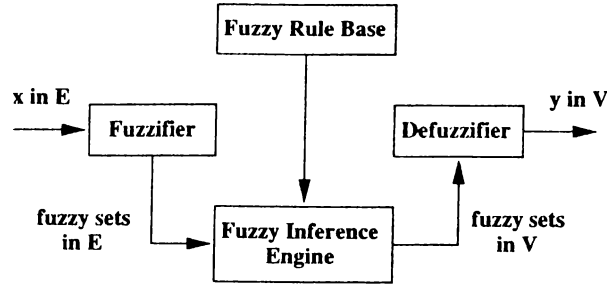 Fuzzy Rule Base
x in E
Fuzzifier
Defuzzifier
y in V
fuzzy sets
in E
Fuzzy Inference
Engine
fuzzy sets
in V